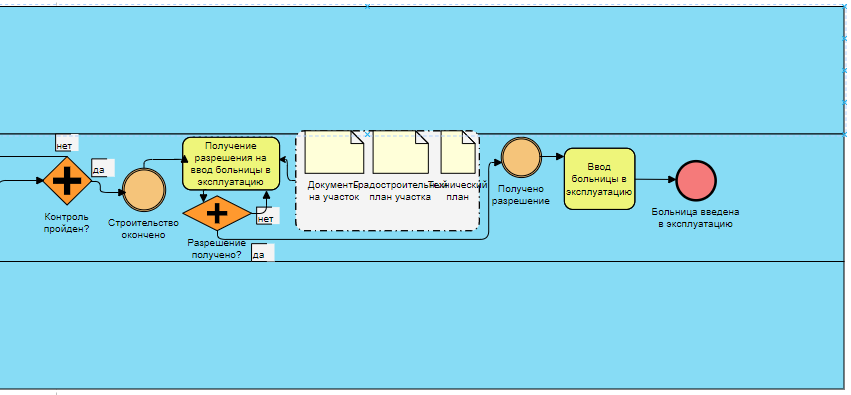 нет
да
Контроль
пройден?
Строительство
окончено
Получение
разрешения на
ввод больницы в
эксплуатацию
нет
Разрешение
получено?
да
Документ
на участок
Градостроительный
план участка
Технический
план
Получено
разрешение
Ввод
больницы в
эксплуатацию
Больница введена
в эксплуатацию